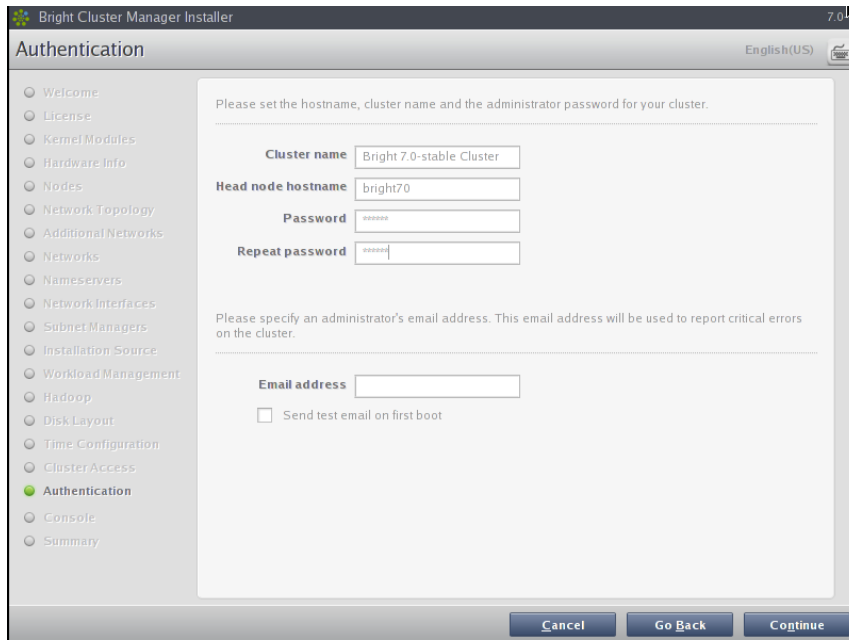 Bright Cluster Manager Installer
7.0
Authentication
English(US)
Welcome
License
Kernel Modules
Hardware Info
Nodes
Network Topology
Additional Networks
Networks
Nameservers
Network Interfaces
Subnet Managers
Installation Source
Workload Management
Hadoop
Disk Layout
Time Configuration
Cluster Access
Authentication
Console
Summary
Please set the hostname, cluster name and the administrator password for your cluster.
Cluster name Bright 7.0-stable Cluster
Head node hostname bright70
Password ******
Repeat password ******
Please specify an administrator's email address. This email address will be used to report critical errors
on the cluster.
Email address
Send test email on first boot
Cancel Go Back Continue